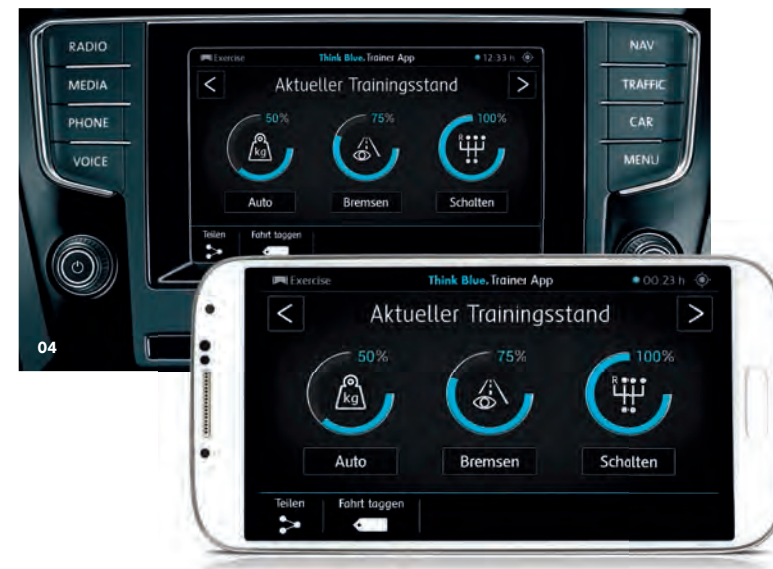 RADIO
MEDIA
PHONE
VOICE
NAV
TRAFFIC
CAR
MENU
Exercise
Think Blue. Trainer App
12:33 h
<
Aktueller Trainingsstand
>
50%
75%
100%
kg
R
Auto
Bremsen
Schalten
Teilen
Fahrt taggen
04
Exercise
Think Blue. Trainer App
00:23 h
<
Aktueller Trainingsstand
>
50%
75%
100%
kg
R
Auto
Bremsen
Schalten
Teilen
Fahrt taggen